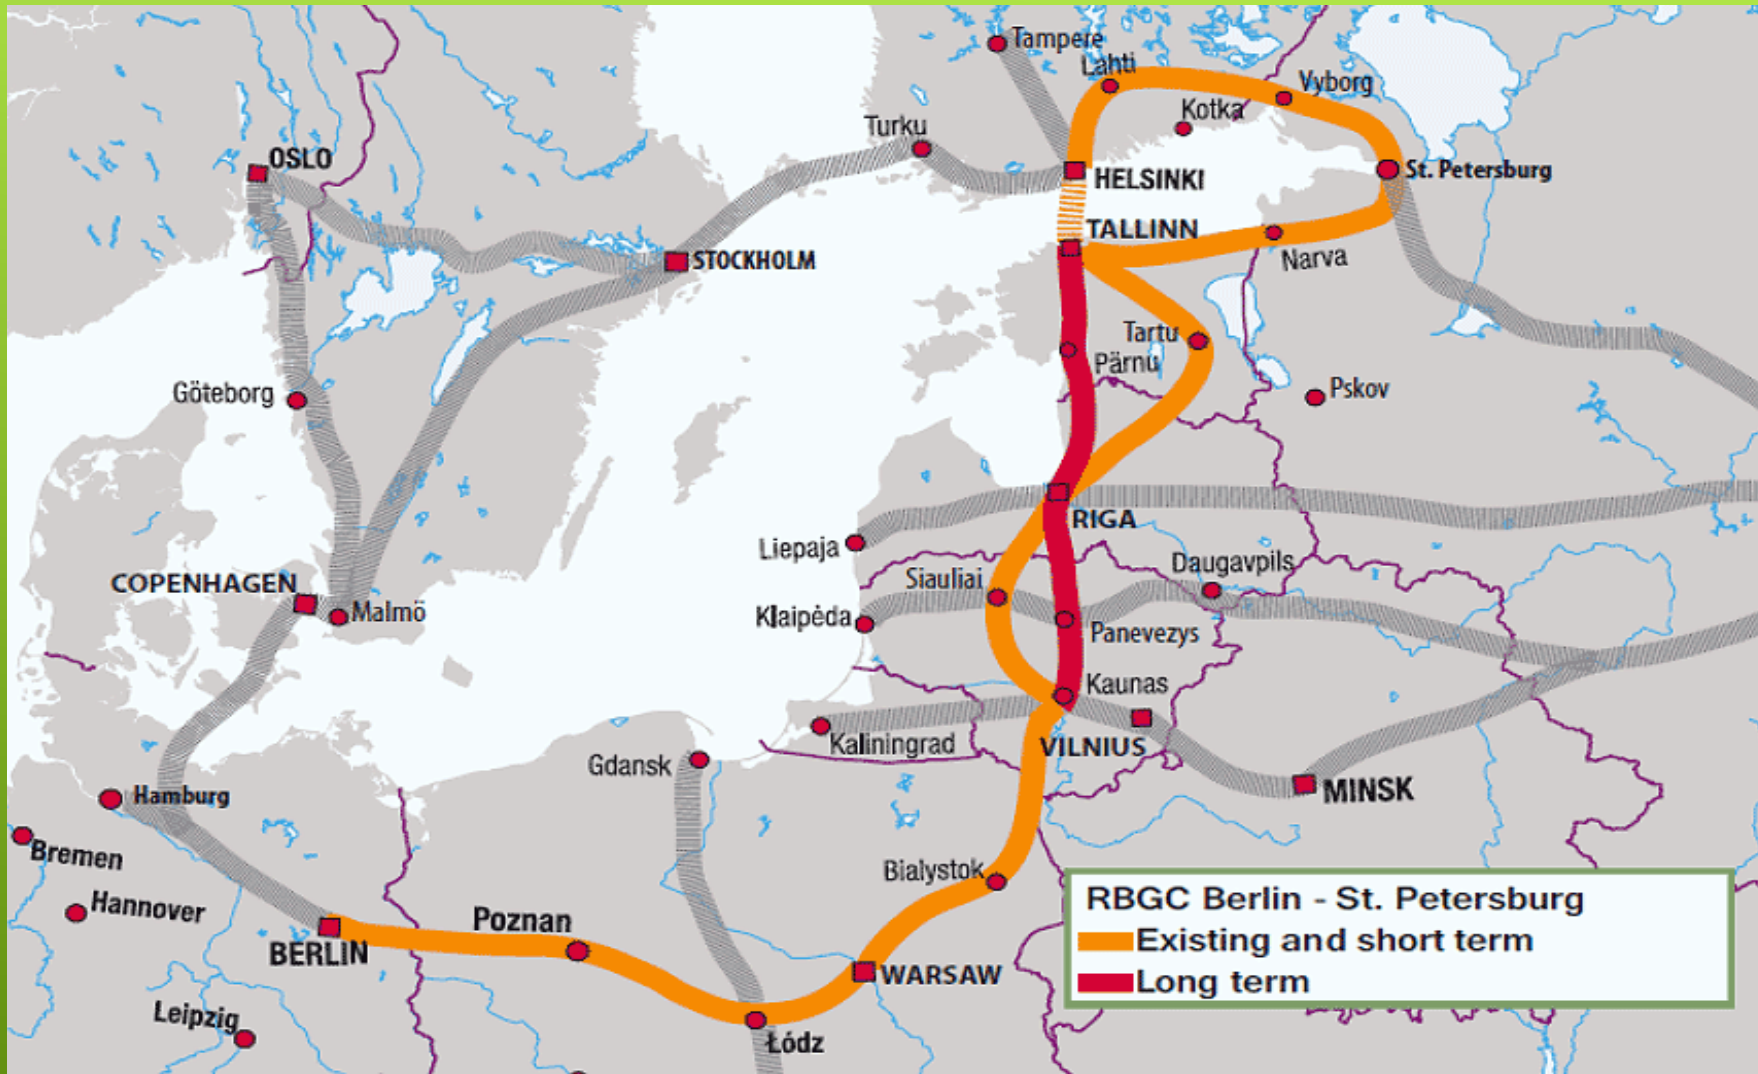 Tampere
Lahti
Vyborg
Kotka
Turku
OSLO
HELSINKI
St. Petersburg
TALLINN
STOCKHOLM
Narva
Tartu
Pärnu
Göteborg
Pskov
RIGA
Liepaja
Daugavpils
COPENHAGEN
Siauliai
Malmö
Klaipėda
Panevezys
Kaunas
Kaliningrad
VILNIUS
Gdansk
MINSK
Hamburg
Bremen
Bialystok
Hannover
Poznan
BERLIN
WARSAW
Leipzig
Łódz
RBGC Berlin - St. Petersburg
Existing and short term
Long term